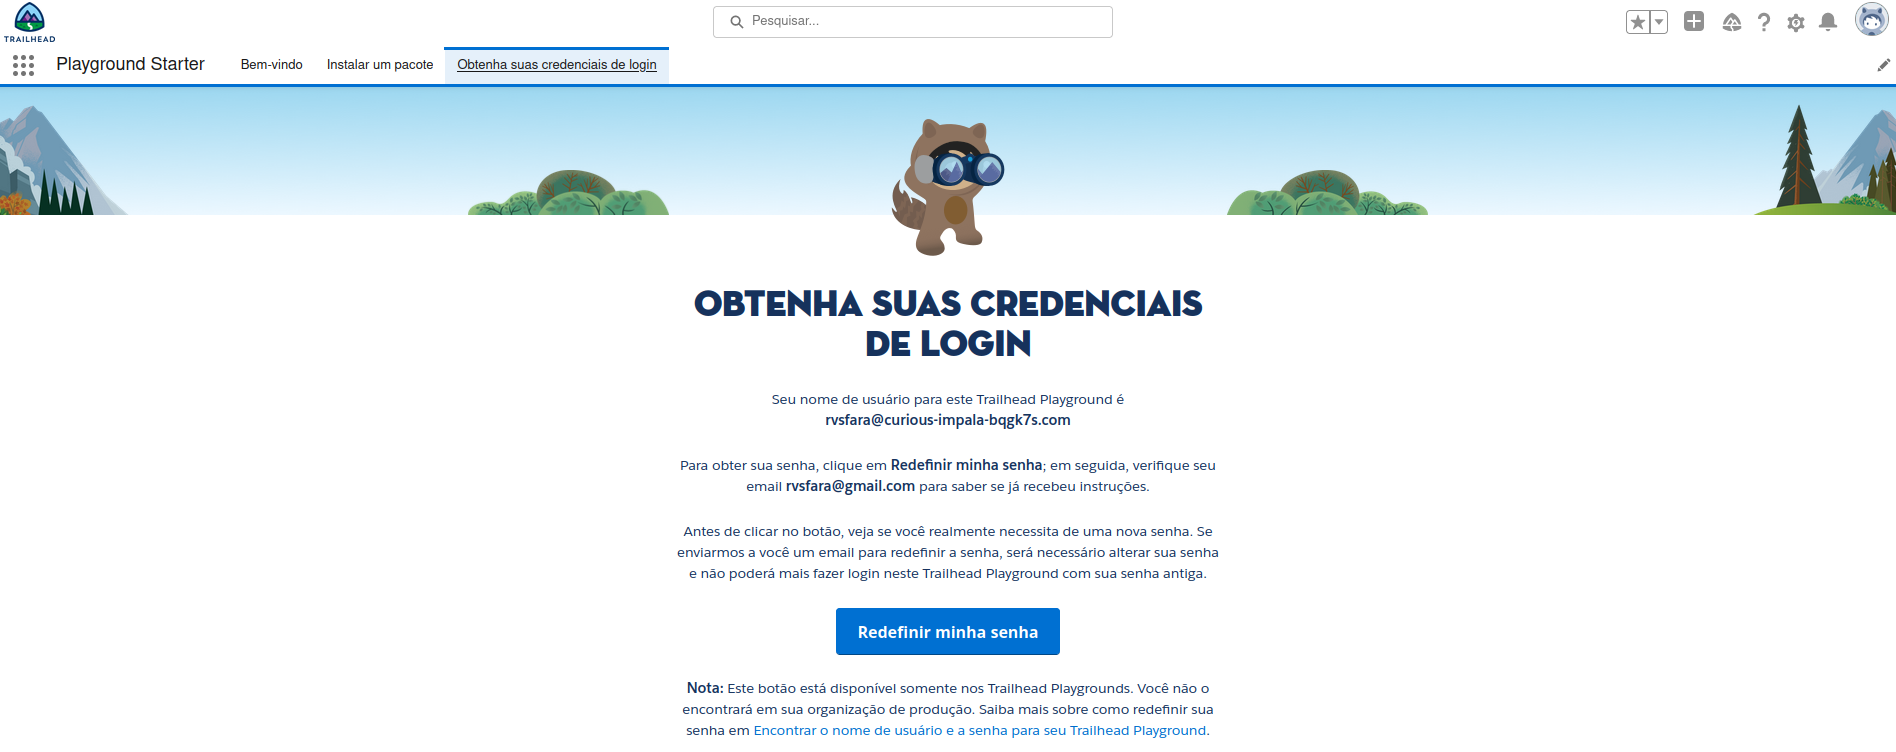 TRAILHEAD
Pesquisar...
Playground Starter
Bem-vindo
Instalar um pacote
Obtenha suas credenciais de login
OBTENHA SUAS CREDENCIAIS
DE LOGIN
Seu nome de usuário para este Trailhead Playground é
rvsfara@curious-impala-bqgk7s.com
Para obter sua senha, clique em Redefinir minha senha; em seguida, verifique seu
email rvsfara@gmail.com para saber se já recebeu instruções.
Antes de clicar no botão, veja se você realmente necessita de uma nova senha. Se
enviarmos a você um email para redefinir a senha, será necessário alterar sua senha
e não poderá mais fazer login neste Trailhead Playground com sua senha antiga.
Redefinir minha senha
Nota: Este botão está disponível somente nos Trailhead Playgrounds. Você não o
encontrará em sua organização de produção. Saiba mais sobre como redefinir sua
senha em Encontrar o nome de usuário e a senha para seu Trailhead Playground.